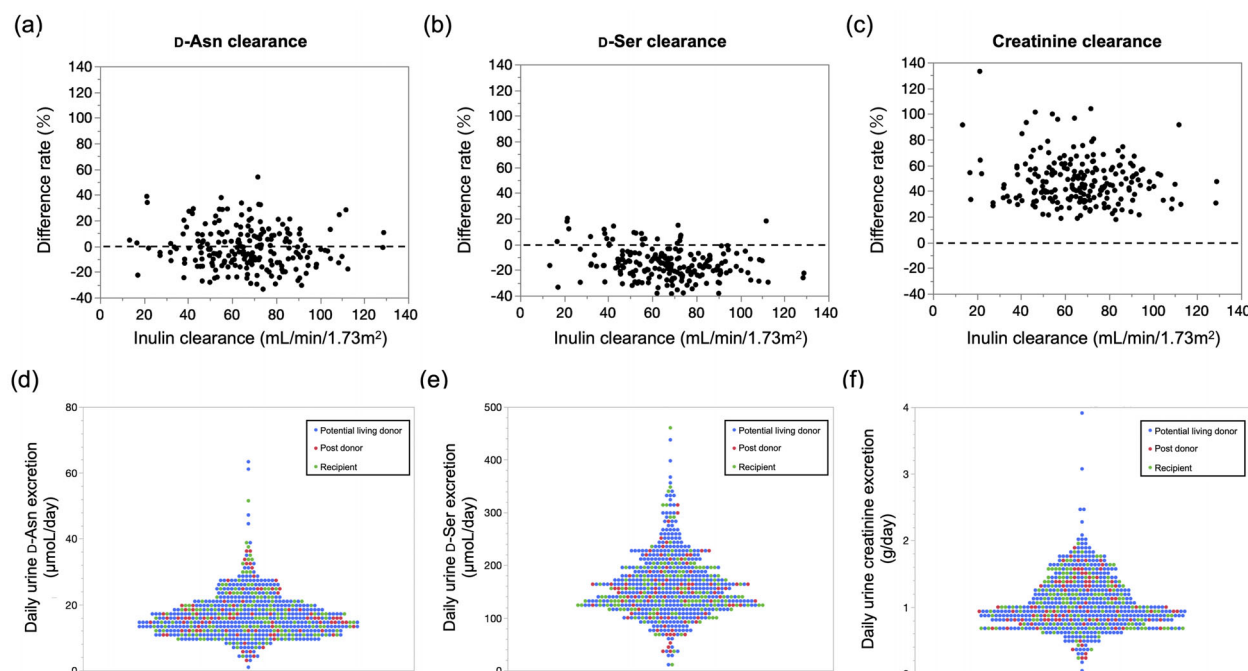 (a)
D-Asn clearance
Difference rate (%)
140
120
100
80
60
40
20
0
-20
-40
0 20 40 60 80 100 120 140
Inulin clearance (mL/min/1.73m²)
(b)
D-Ser clearance
Difference rate (%)
140
120
100
80
60
40
20
0
-20
-40
0 20 40 60 80 100 120 140
Inulin clearance (mL/min/1.73m²)
(c)
Creatinine clearance
Difference rate (%)
140
120
100
80
60
40
20
0
-20
-40
0 20 40 60 80 100 120 140
Inulin clearance (mL/min/1.73m²)
(d)
Daily urine D-Asn excretion
(μmoL/day)
80
60
40
20
0
Potential living donor
Post donor
Recipient
(e)
Daily urine D-Ser excretion
(μmoL/day)
500
400
300
200
100
0
Potential living donor
Post donor
Recipient
(f)
Daily urine creatinine excretion
(g/day)
4
3
2
1
0
Potential living donor
Post donor
Recipient